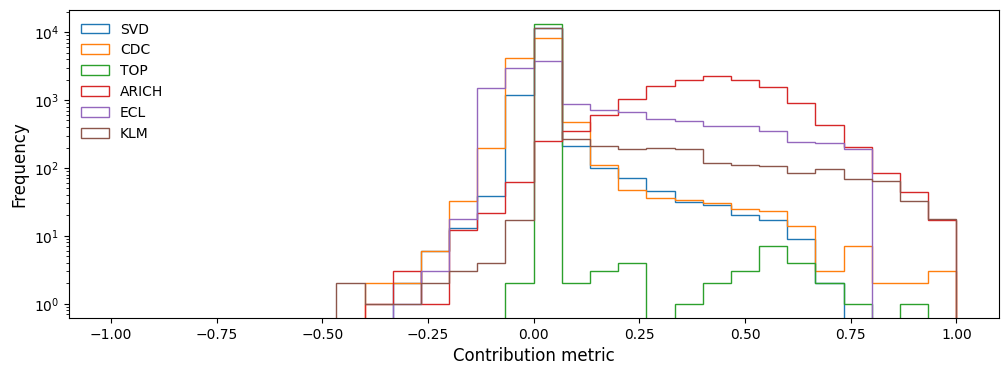 SVD
CDC
TOP
ARICH
ECL
KLM
Frequency
10⁴
10³
10²
10¹
10⁰
−1.00 −0.75 −0.50 −0.25 0.00 0.25 0.50 0.75 1.00
Contribution metric